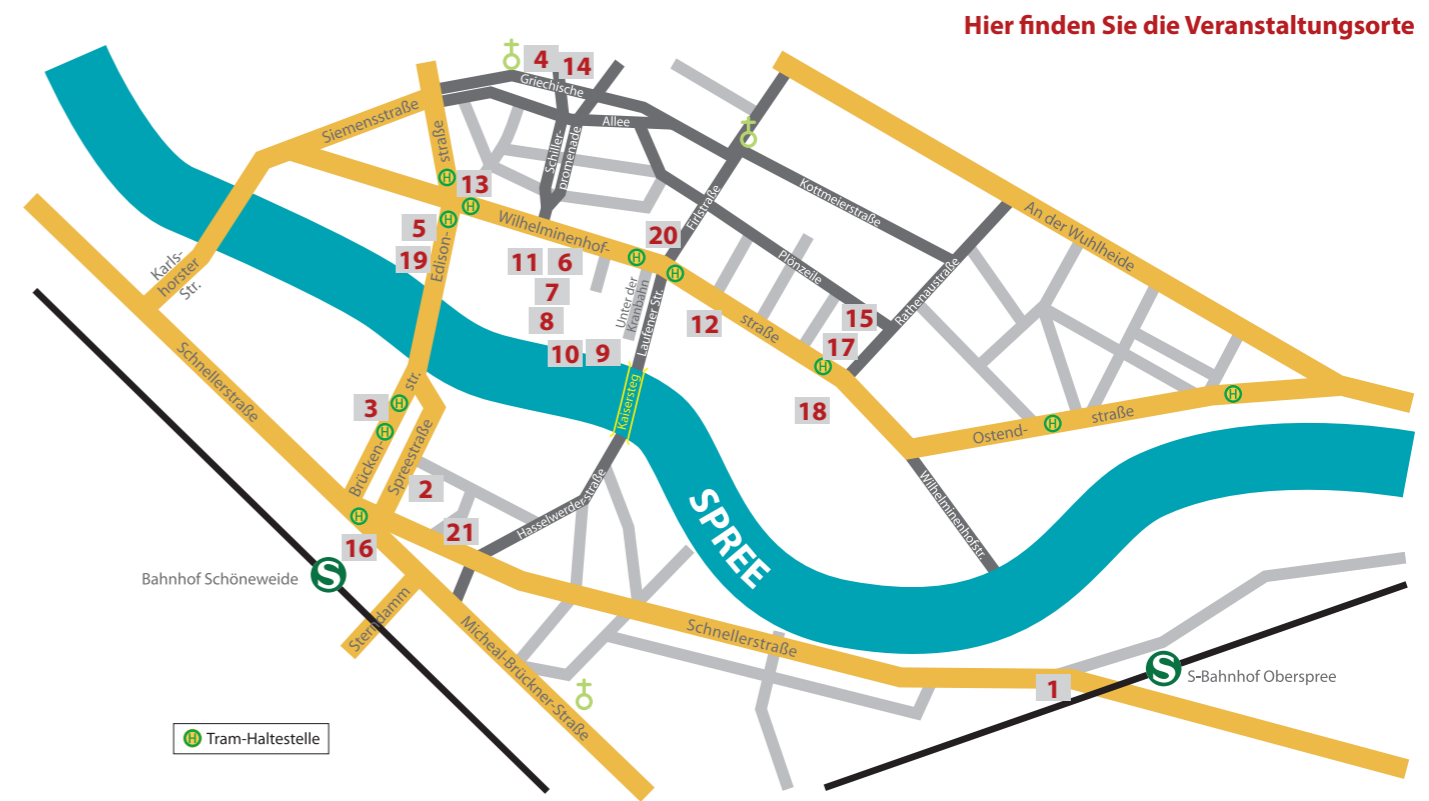 Hier finden Sie die Veranstaltungsorte
4
14
Griechische
Allee
Siemensstraße
straße
Schiller-
promenade
13
Kottmeierstraße
Firlstraße
An der Wuhlheide
5
Wilhelminenhof-
20
19
Edison-
Karls-
horster
Str.
11
6
Plönzeile
Rathenaustraße
7
Unter der
Kranbahn
Laufener Str.
8
12
straße
15
17
10
9
Schnellerstraße
3
str.
Brücken-
Spreestraße
Kaisersteg
18
Ostend-
straße
2
Hasselwerderstraße
Wilhelminenhofstr.
21
16
SPREE
S
Bahnhof Schöneweide
Sterndamm
Micheal-Brückner-Straße
Schnellerstraße
1
S
S-Bahnhof Oberspree
H Tram-Haltestelle
H
H
H
H
H
H
H
H
H
H
H